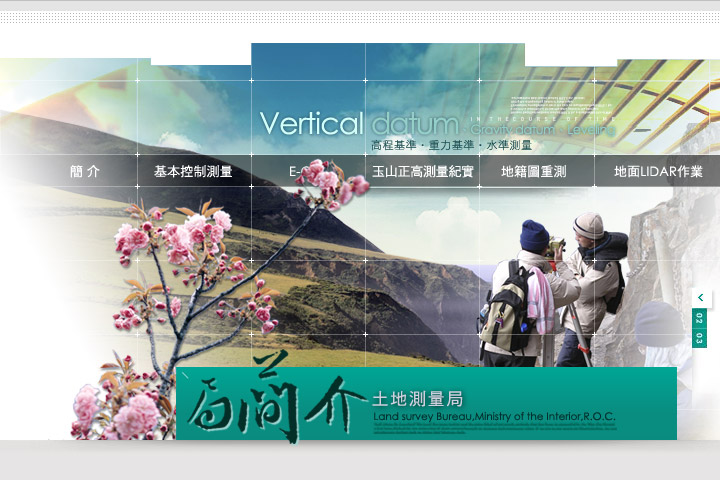 Vertical datum
IN THECOURSE OF TIME
Gravity datum · Leveling
高程基準・重力基準・水準測量
簡 介
基本控制測量
玉山正高測量紀實
地籍圖重測
地面LIDAR作業
02
03
局簡介
土地測量局
Land survey Bureau,Ministry of the Interior,R.O.C.